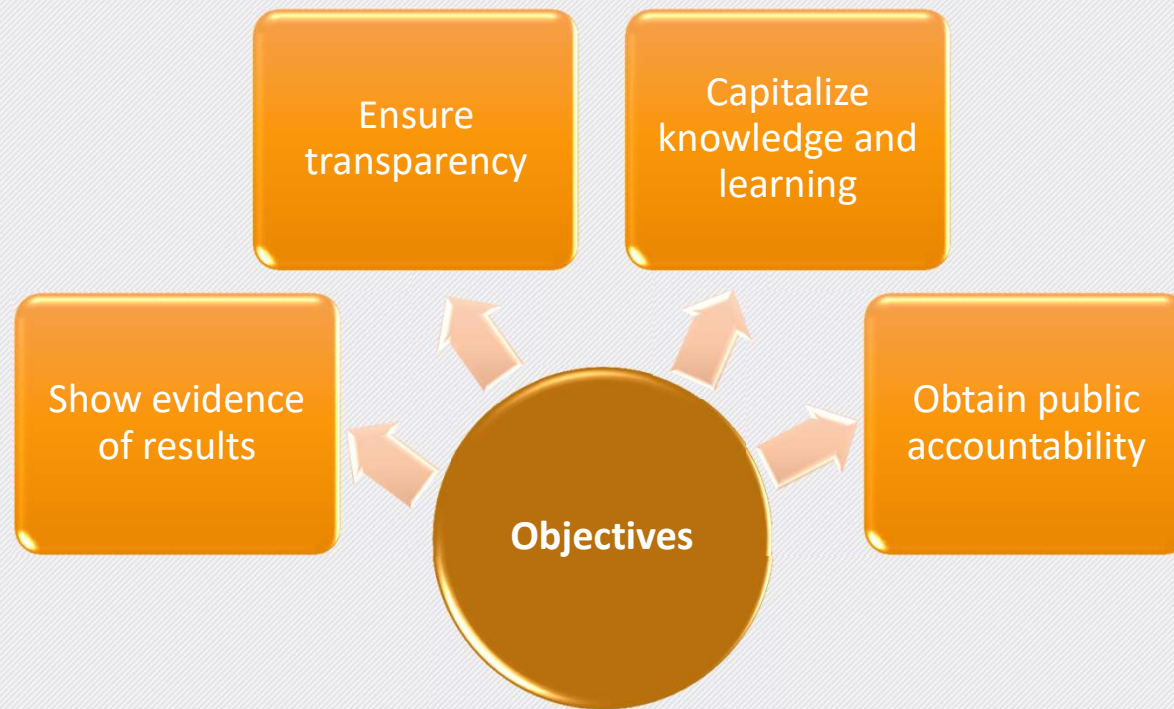 Ensure
transparency
Capitalize
knowledge and
learning
Show evidence
of results
Obtain public
accountability
Objectives